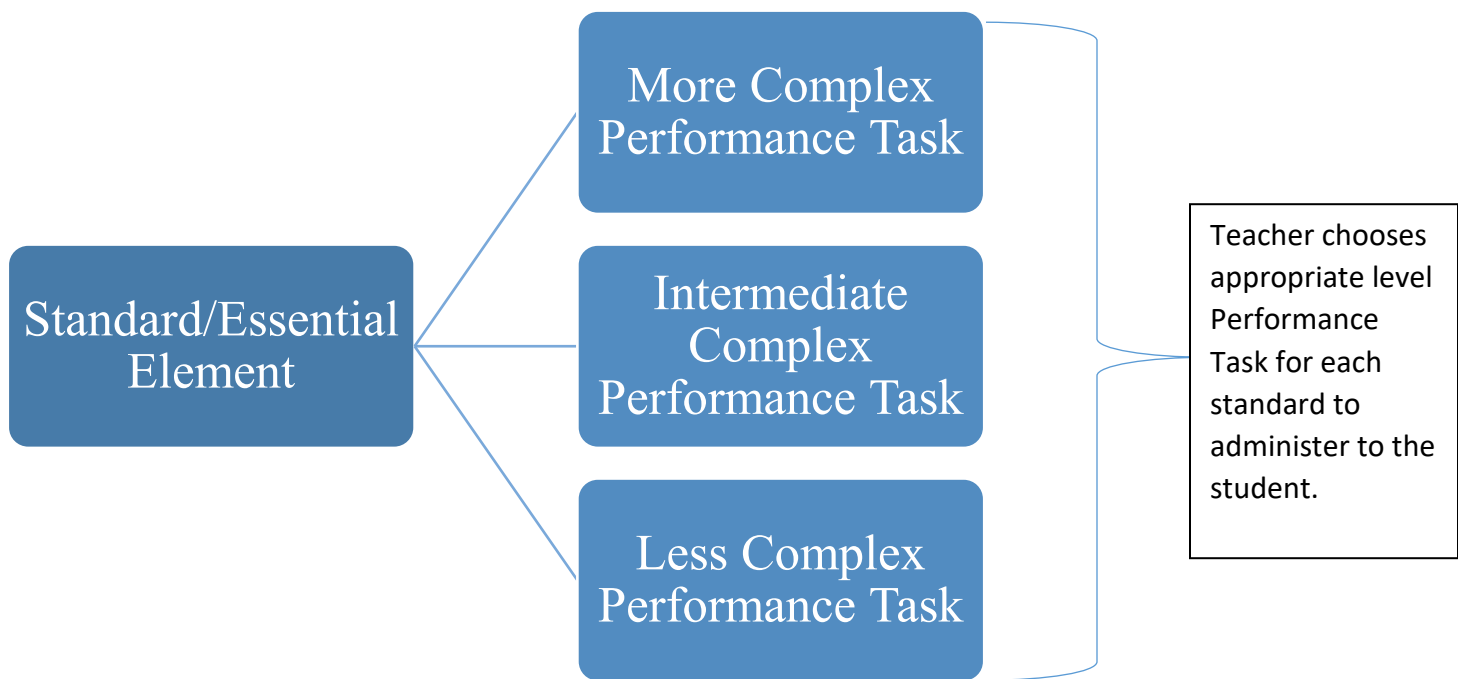 Standard/Essential
Element
More Complex
Performance Task
Intermediate
Complex
Performance Task
Less Complex
Performance Task
Teacher chooses
appropriate level
Performance
Task for each
standard to
administer to the
student.